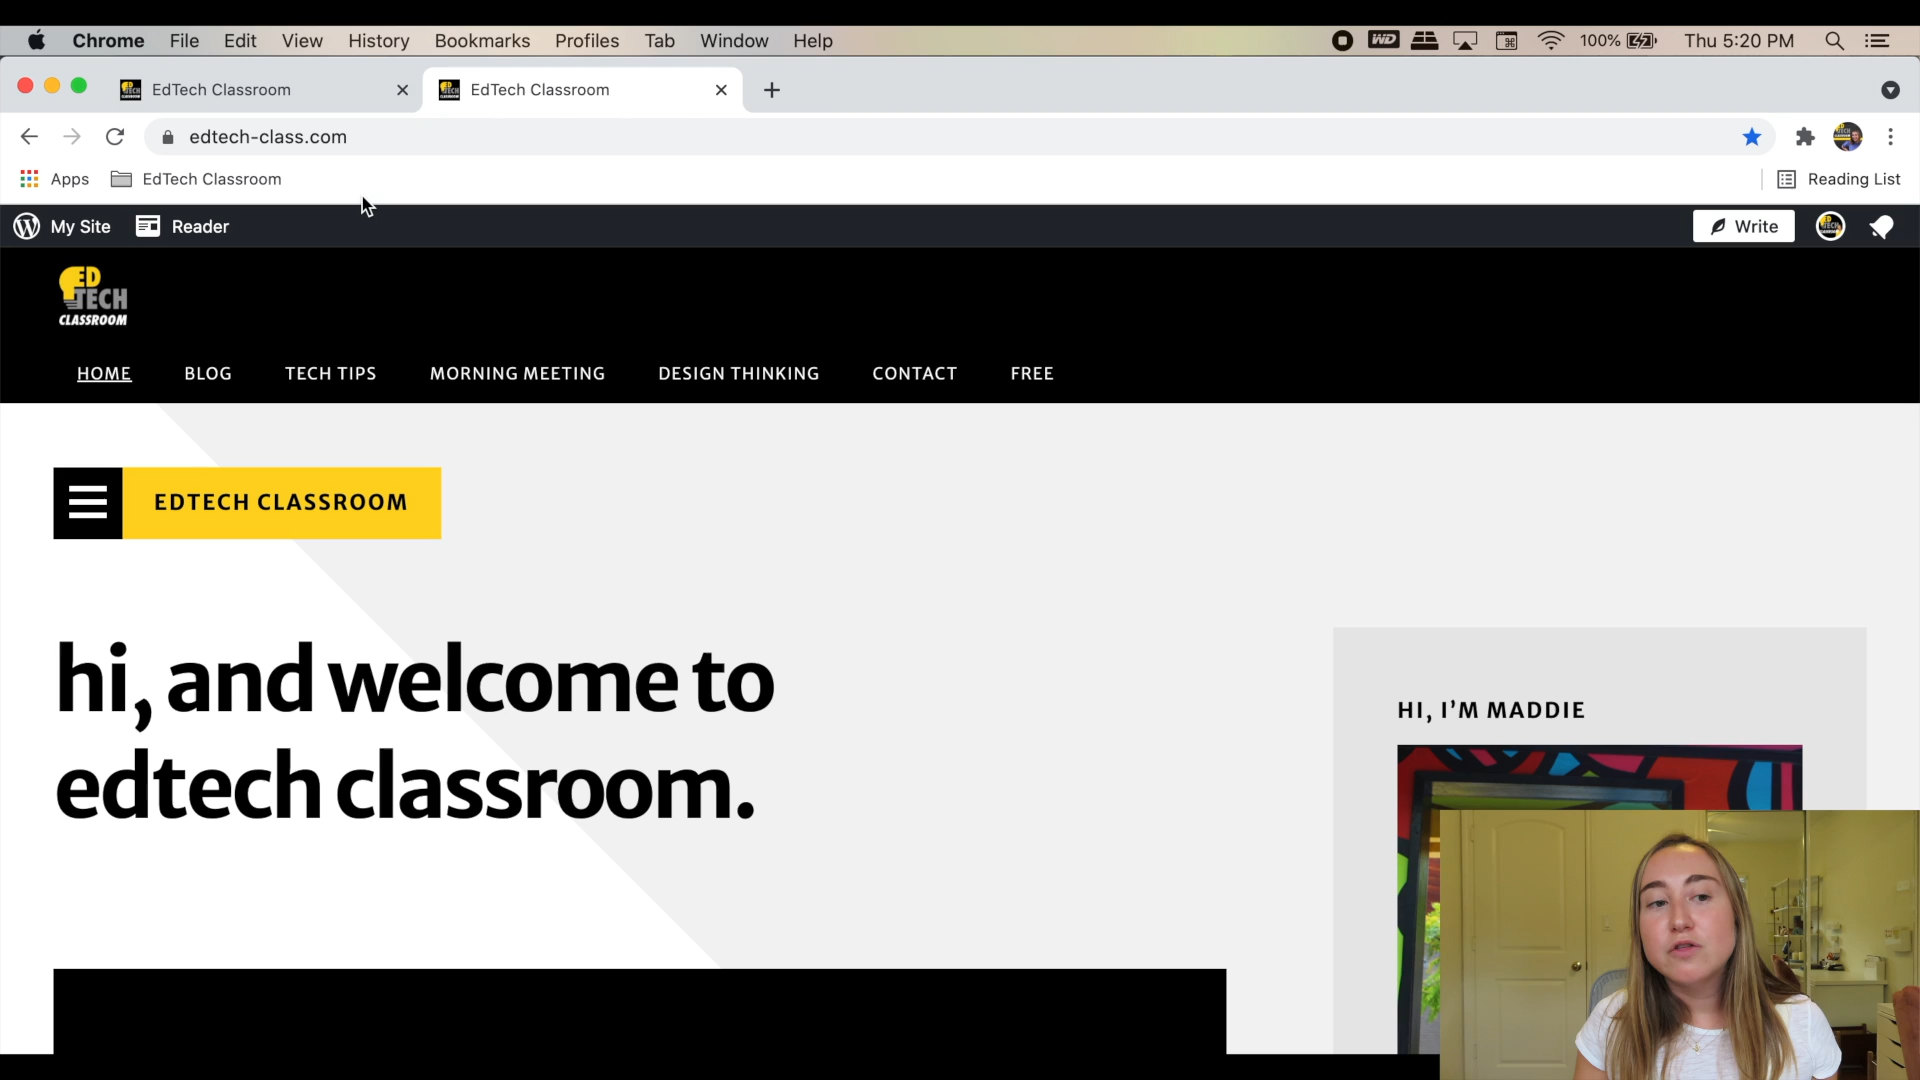 Chrome File Edit View History Bookmarks Profiles Tab Window Help WD 100% Thu 5:20 PM
EdTech Classroom EdTech Classroom
edtech-class.com
Apps EdTech Classroom Reading List
My Site Reader Write
ED
TECH
CLASSROOM
HOME BLOG TECH TIPS MORNING MEETING DESIGN THINKING CONTACT FREE
EDTECH CLASSROOM
hi, and welcome to
edtech classroom.
HI, I’M MADDIE